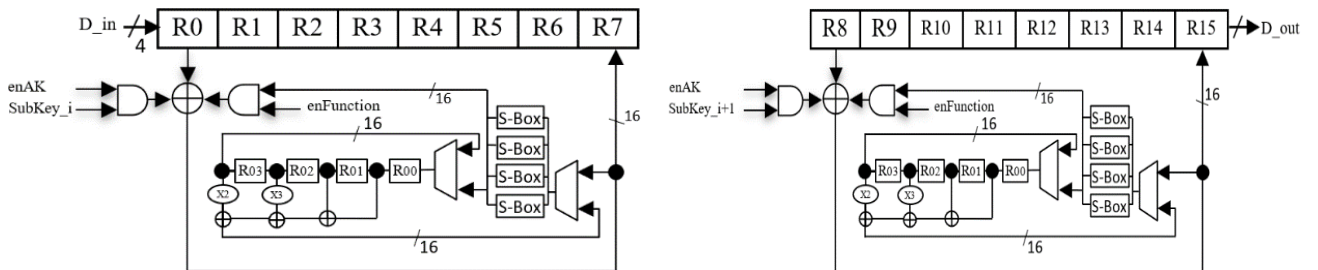 D_in
4
R0 R1 R2 R3 R4 R5 R6 R7
enAK
SubKey_i
enFunction
16
16
16
S-Box
S-Box
S-Box
S-Box
R03 R02 R01 R00
X2 X3
16
R8 R9 R10 R11 R12 R13 R14 R15
D_out
enAK
SubKey_i+1
enFunction
16
16
16
S-Box
S-Box
S-Box
S-Box
R03 R02 R01 R00
X2 X3
16